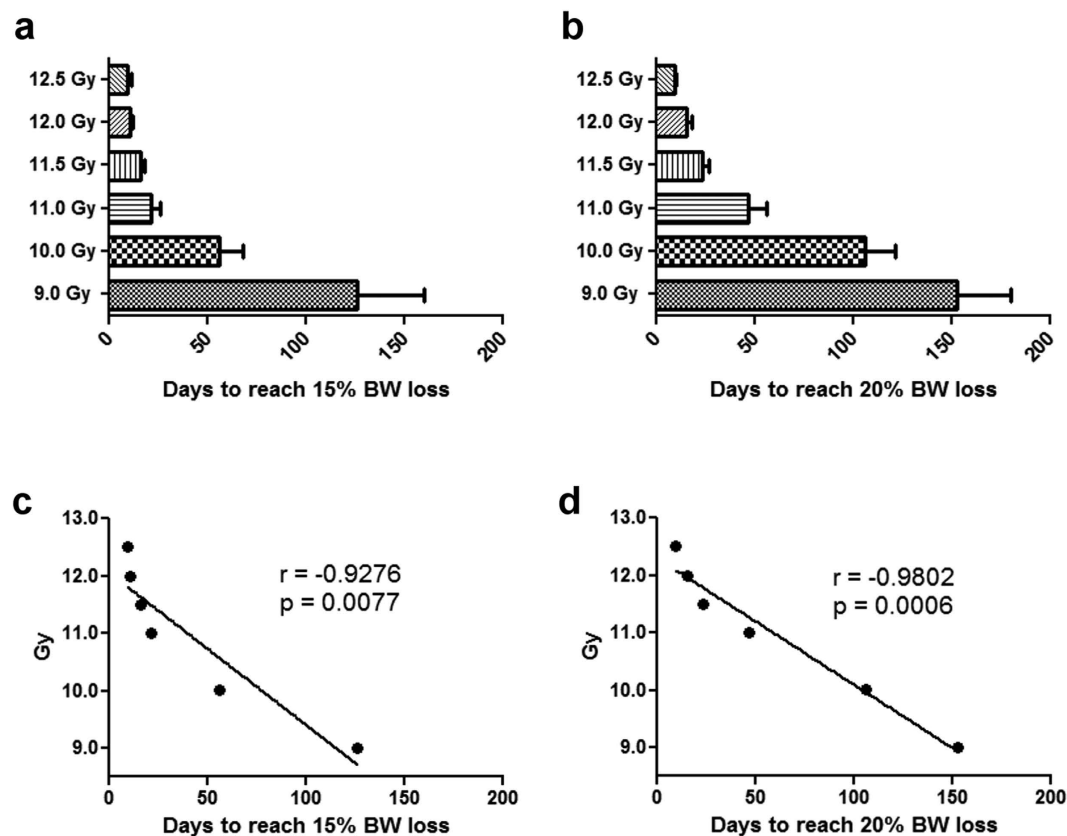 a
12.5 Gy
12.0 Gy
11.5 Gy
11.0 Gy
10.0 Gy
9.0 Gy
0
50
100
150
200
Days to reach 15% BW loss
b
12.5 Gy
12.0 Gy
11.5 Gy
11.0 Gy
10.0 Gy
9.0 Gy
0
50
100
150
200
Days to reach 20% BW loss
c
13.0
12.0
11.0
10.0
9.0
Gy
r = -0.9276
p = 0.0077
0
50
100
150
200
Days to reach 15% BW loss
d
13.0
12.0
11.0
10.0
9.0
Gy
r = -0.9802
p = 0.0006
0
50
100
150
200
Days to reach 20% BW loss